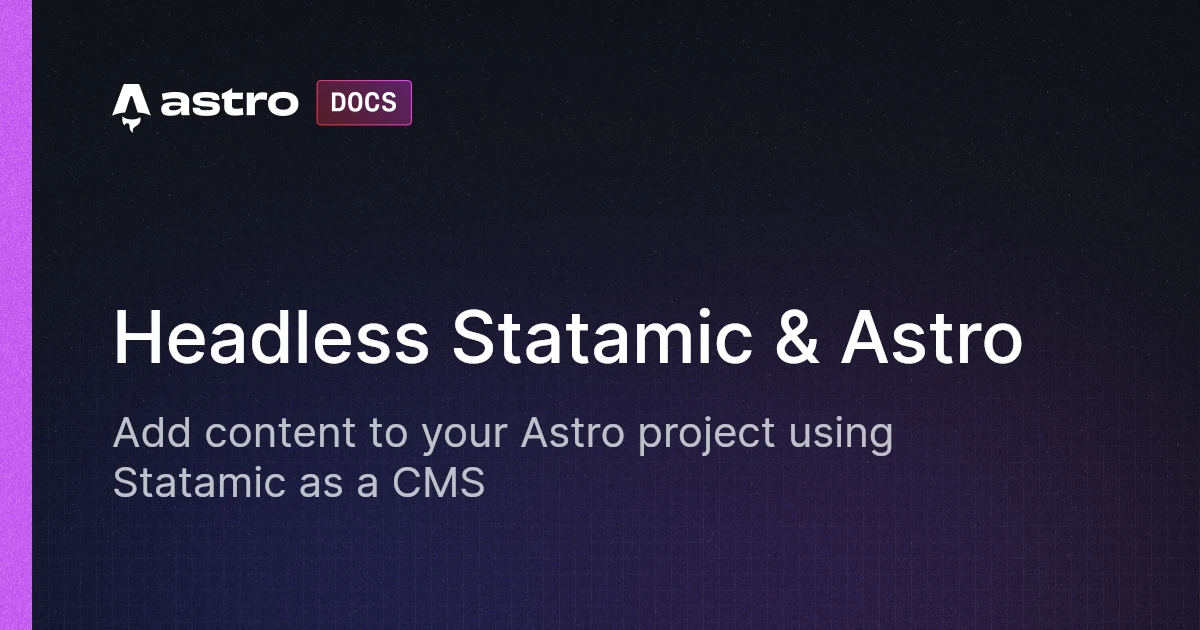 astro DOCS
Headless Statamic & Astro
Add content to your Astro project using
Statamic as a CMS